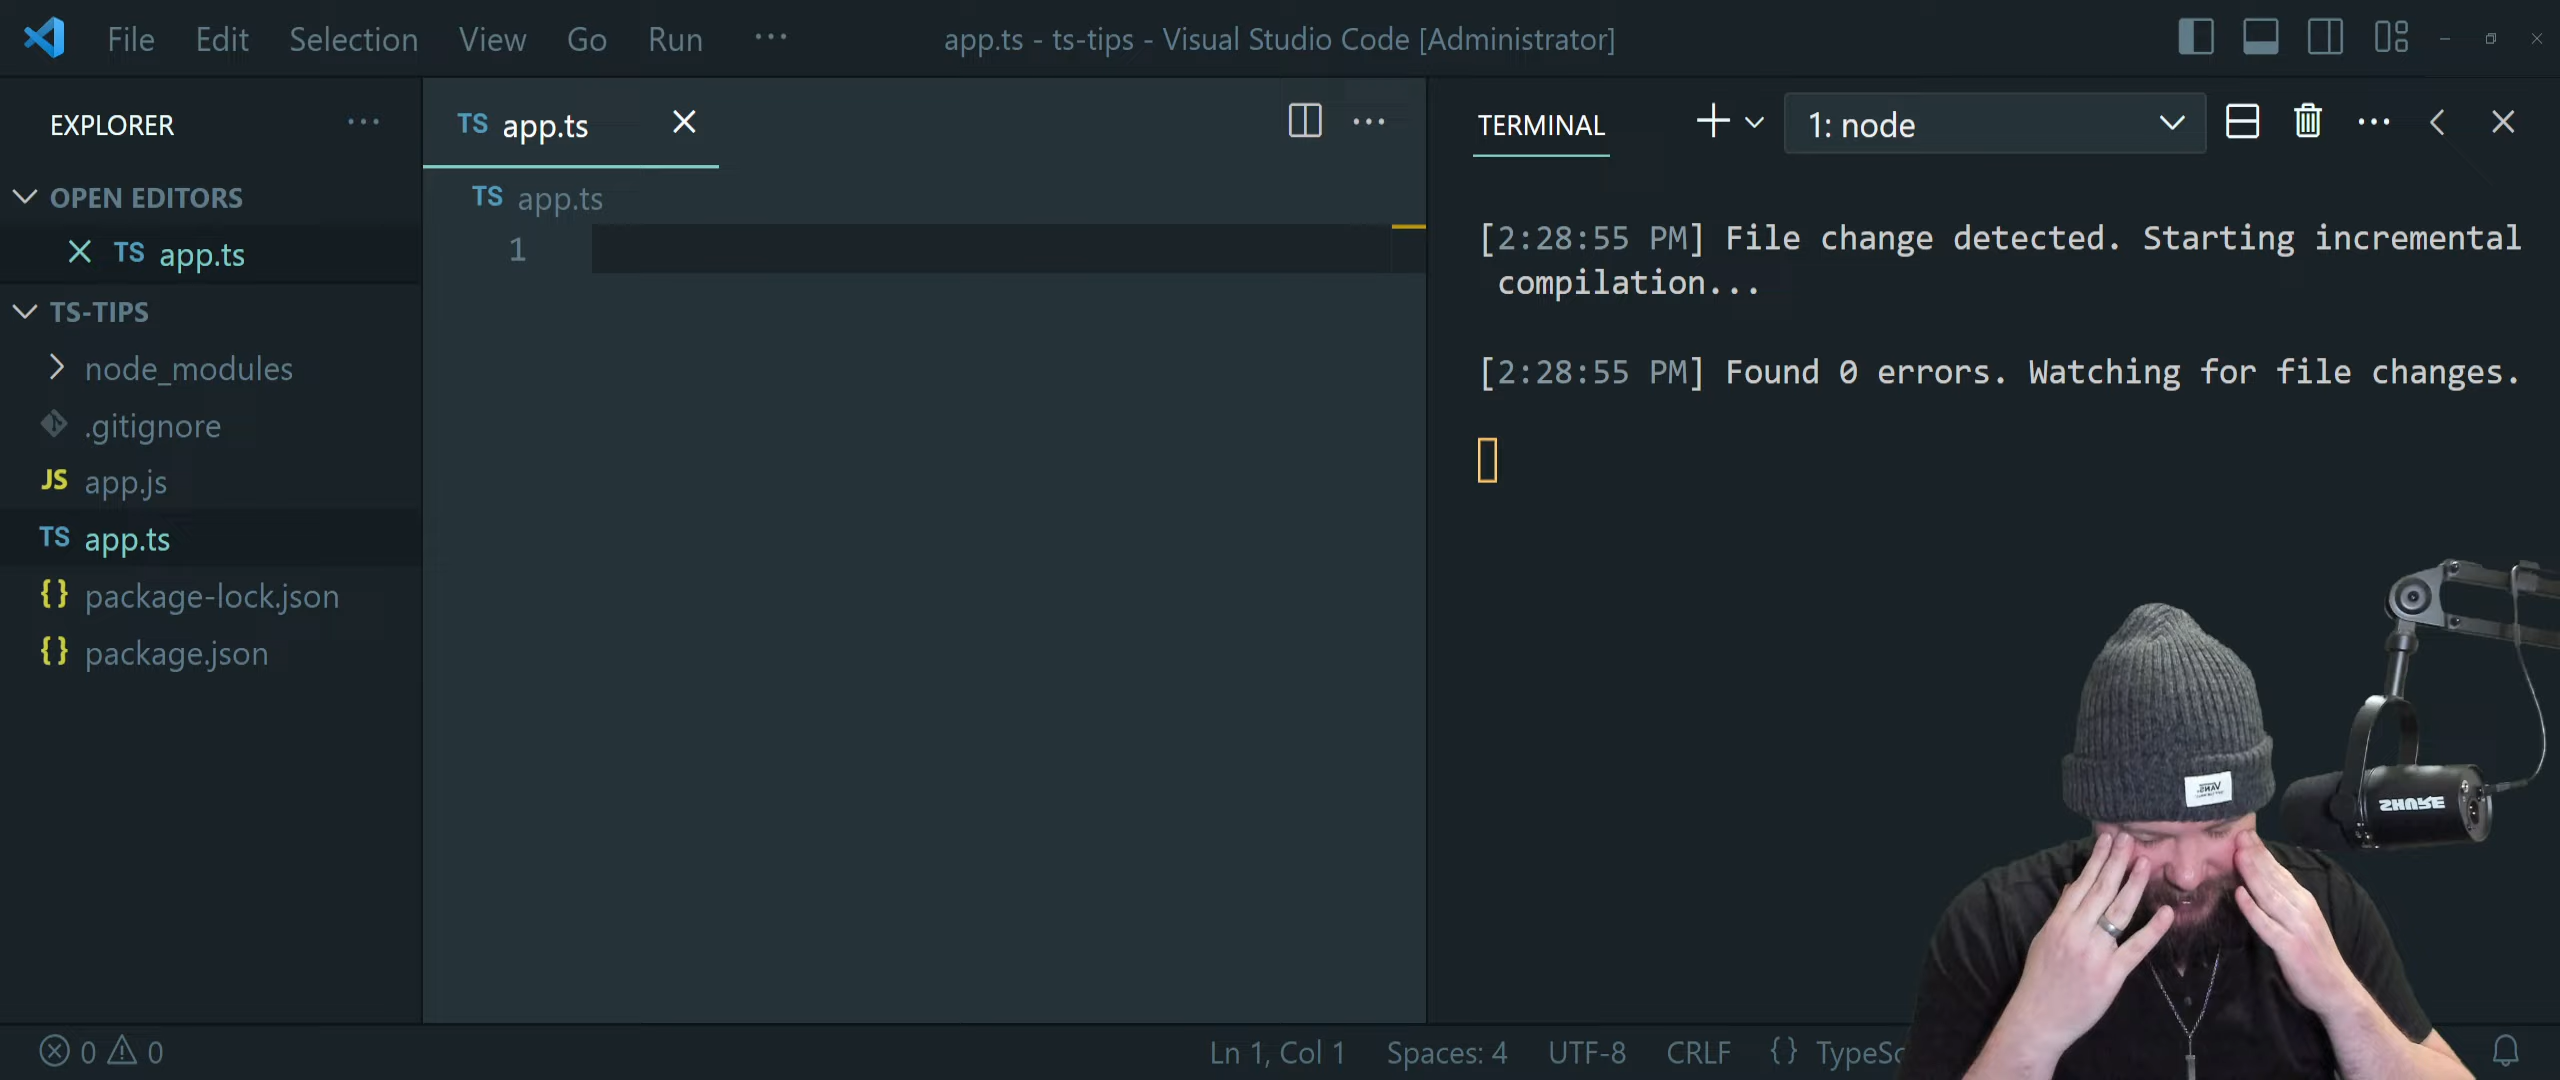 File Edit Selection View Go Run ...
app.ts - ts-tips - Visual Studio Code [Administrator]
EXPLORER ...
OPEN EDITORS
TS app.ts
TS-TIPS
node_modules
.gitignore
JS app.js
TS app.ts
{} package-lock.json
{} package.json
TS app.ts
TS app.ts
1
TERMINAL
1: node
[2:28:55 PM] File change detected. Starting incremental
compilation...
[2:28:55 PM] Found 0 errors. Watching for file changes.
VANS
SHURE
0 0
Ln 1, Col 1 Spaces: 4 UTF-8 CRLF {} TypeSc